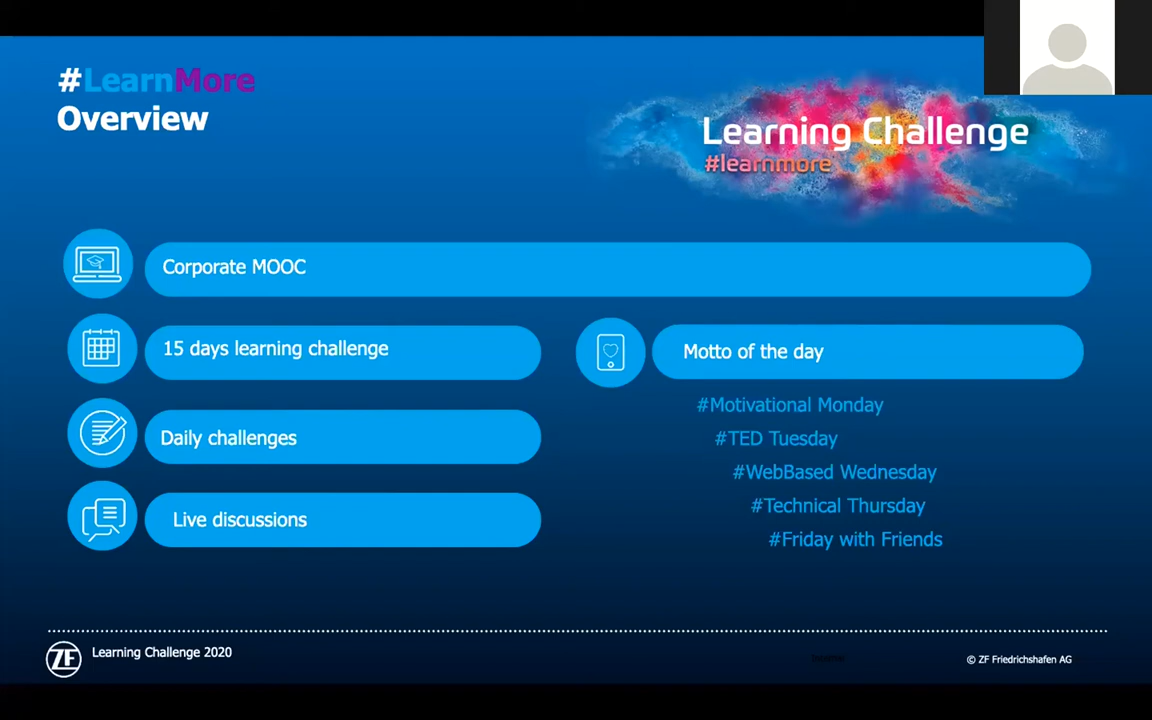 #LearnMore
Overview
Learning Challenge
#learnmore
Corporate MOOC
15 days learning challenge
Daily challenges
Live discussions
Motto of the day
#Motivational Monday
#TED Tuesday
#WebBased Wednesday
#Technical Thursday
#Friday with Friends
ZF
Learning Challenge 2020
© ZF Friedrichshafen AG